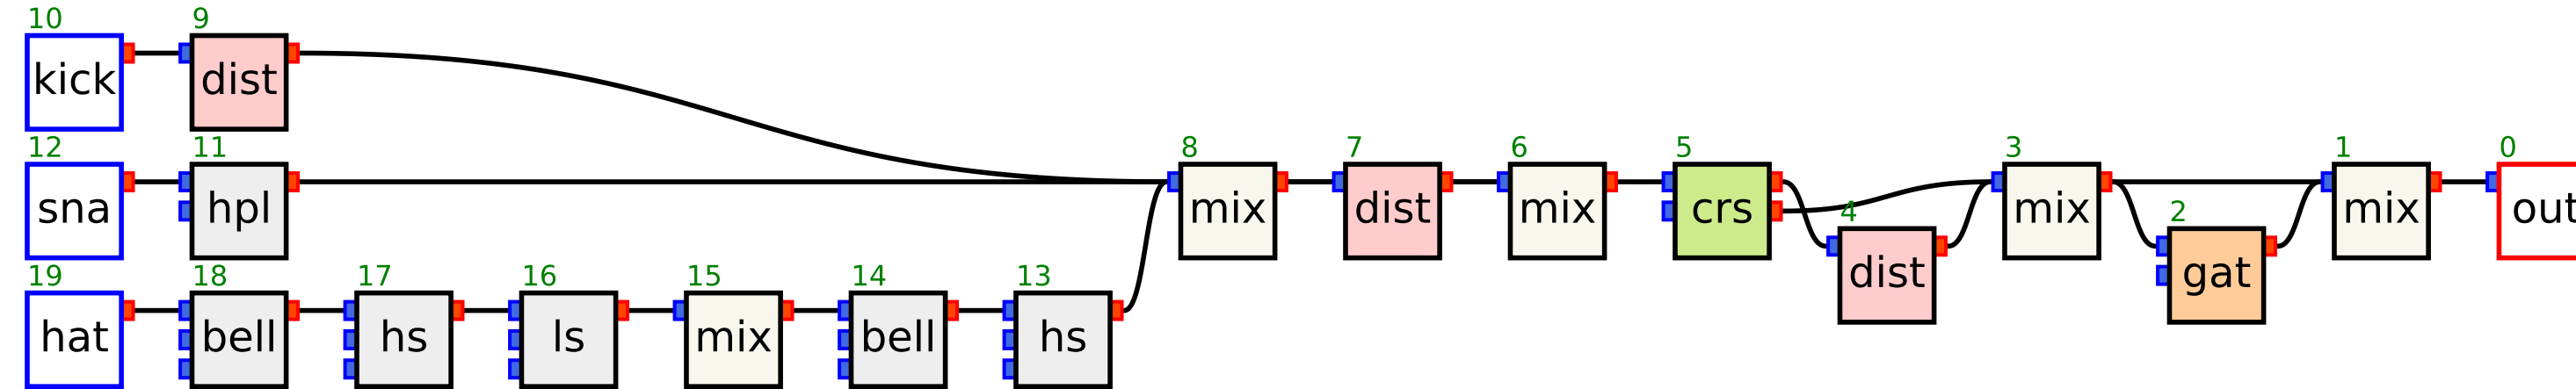 10 9
kick dist
12 11 8 7 6 5 3 1 0
sna hpl mix dist mix crs 4 mix 2 mix out
19 18 17 16 15 14 13 dist gat
hat bell hs ls mix bell hs